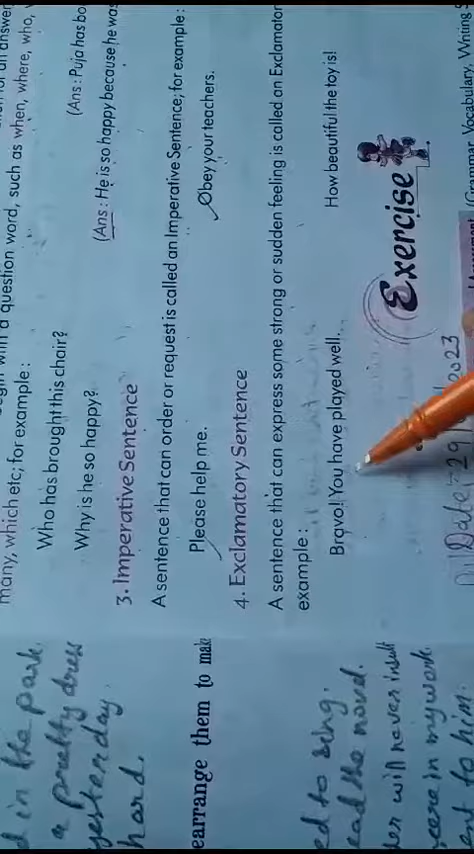 many, which etc; for example :
Who has brought this chair?
(Ans : Puja has bo
Why is he so happy?
(Ans : He is so happy because he was
3. Imperative Sentence
A sentence that can order or request is called an Imperative Sentence; for example :
Please help me.
Obey your teachers.
4. Exclamatory Sentence
A sentence that can express some strong or sudden feeling is called an Exclamator
example :
Bravo! You have played well.
How beautiful the toy is!
Exercise
Grammar, Vocabulary, Writing S
Date:-29
2023
d in the park.
a pretty dress
yesterday.
hard.
earrange them to make
ed to sing.
ead the novel.
will never insult
in my work
to him.